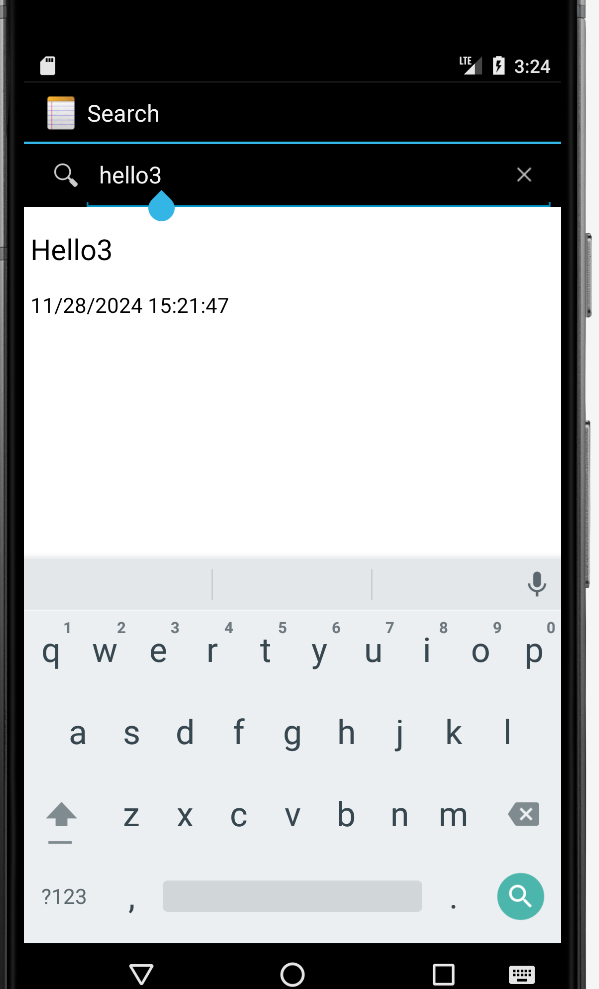 LTE 3:24
Search
hello3
Hello3
11/28/2024 15:21:47
1 2 3 4 5 6 7 8 9 0
q w e r t y u i o p
a s d f g h j k l
z x c v b n m
?123 , .